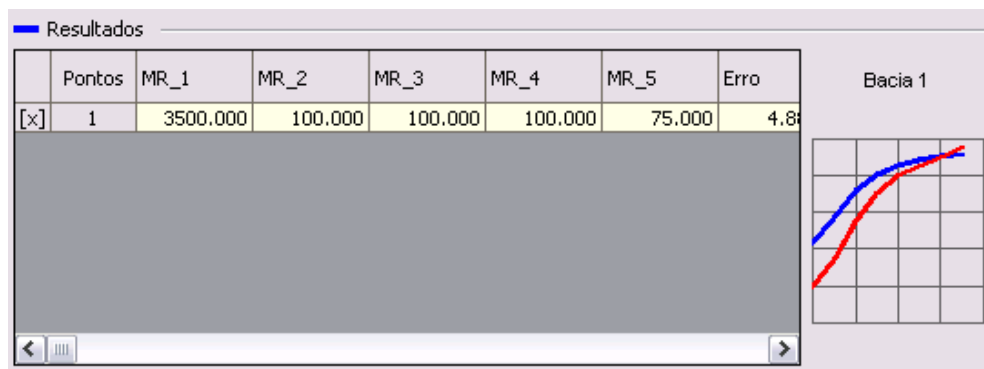 Resultados
Pontos MR_1 MR_2 MR_3 MR_4 MR_5 Erro
[x] 1 3500.000 100.000 100.000 100.000 75.000
Bacia 1